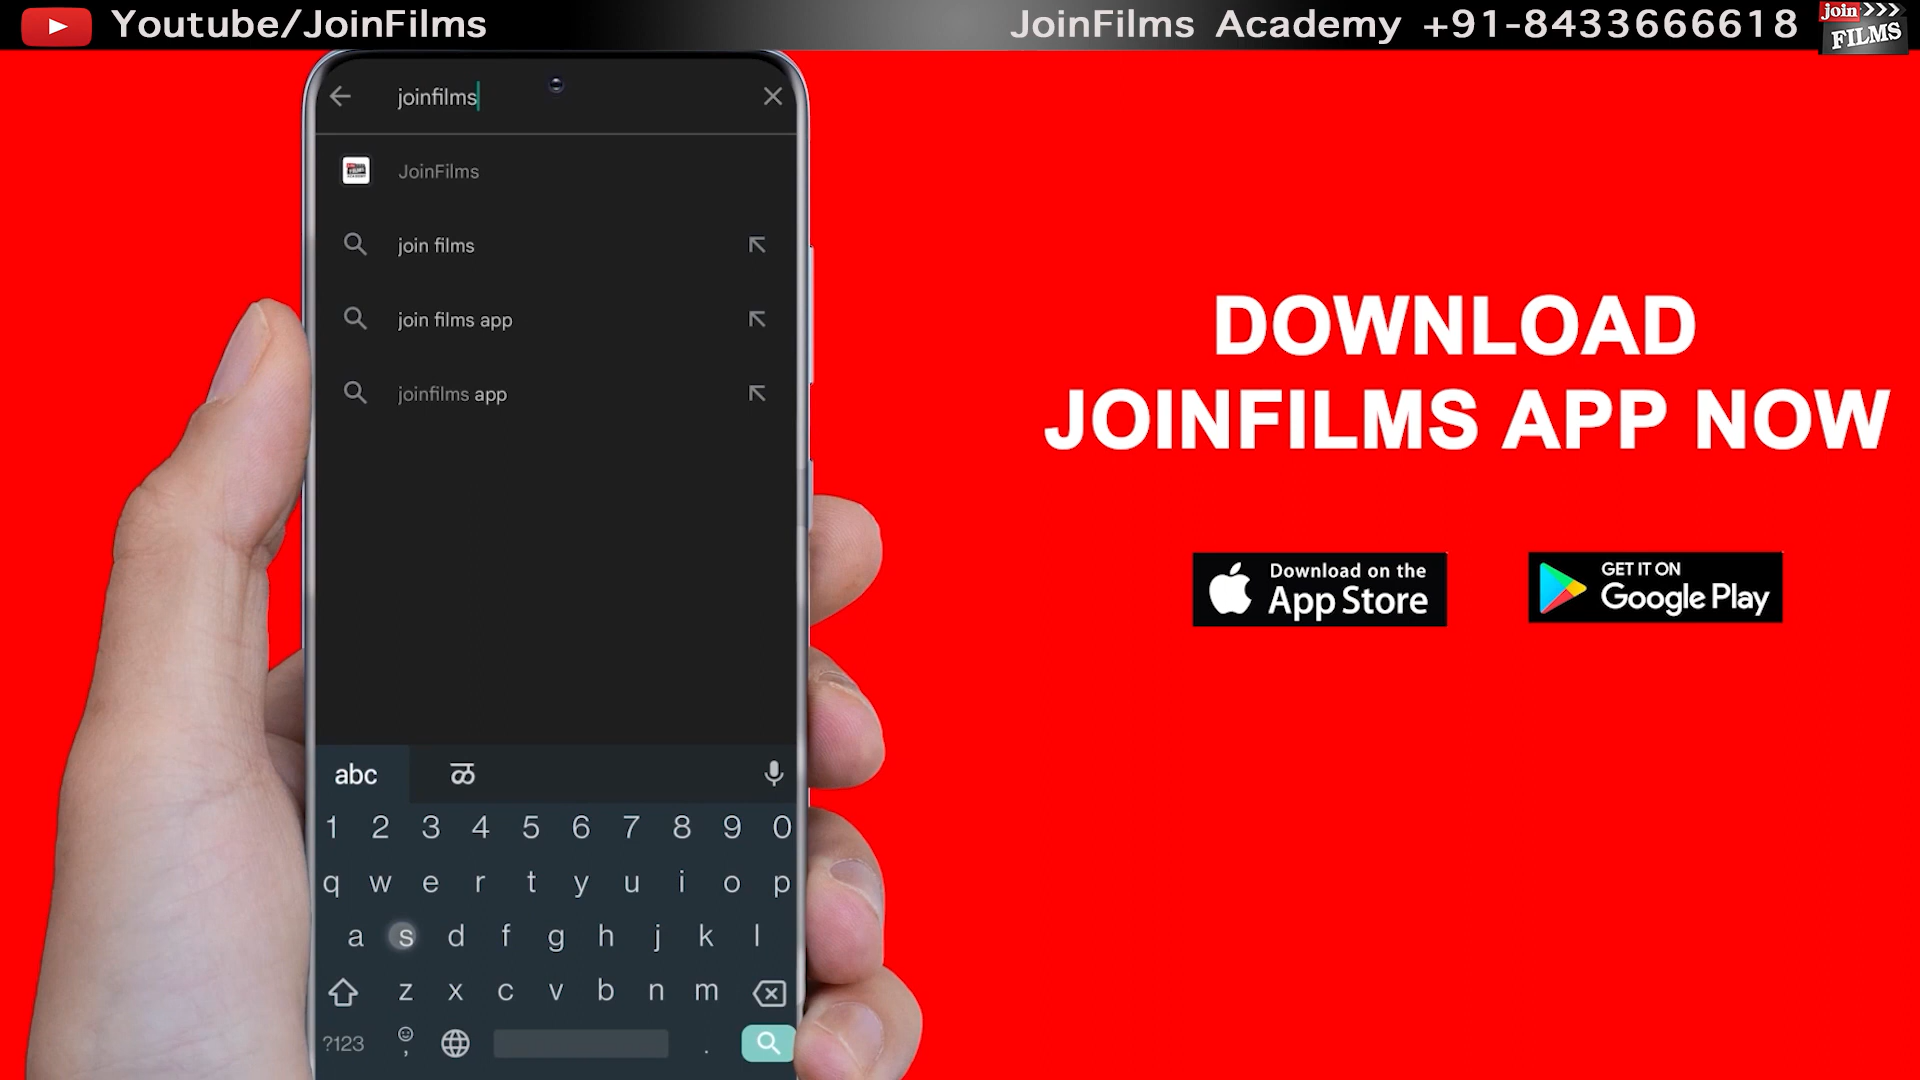 Youtube/JoinFilms
JoinFilms Academy +91-8433666618
join
FILMS
joinfilms
JoinFilms
join films
join films app
joinfilms app
DOWNLOAD
JOINFILMS APP NOW
Download on the
App Store
GET IT ON
Google Play
abc
1 2 3 4 5 6 7 8 9 0
q w e r t y u i o p
a s d f g h j k l
z x c v b n m
?123 , .